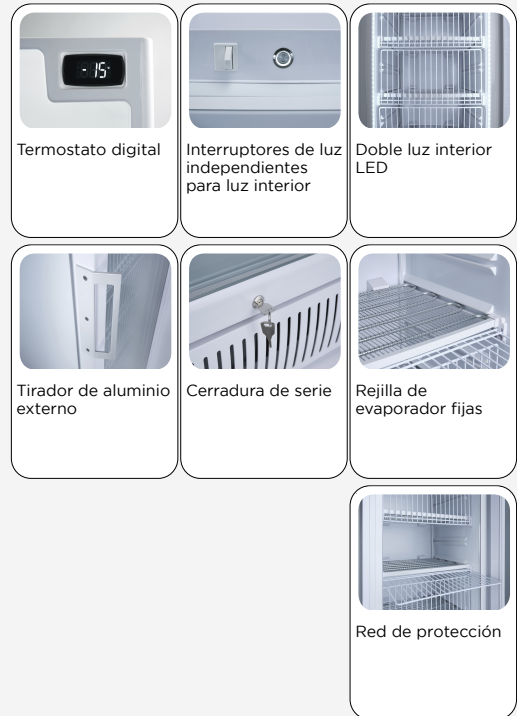 -15
Termostato digital
Interruptores de luz
independientes
para luz interior
Doble luz interior
LED
Tirador de aluminio
externo
Cerradura de serie
Rejilla de
evaporador fijas
Red de protección